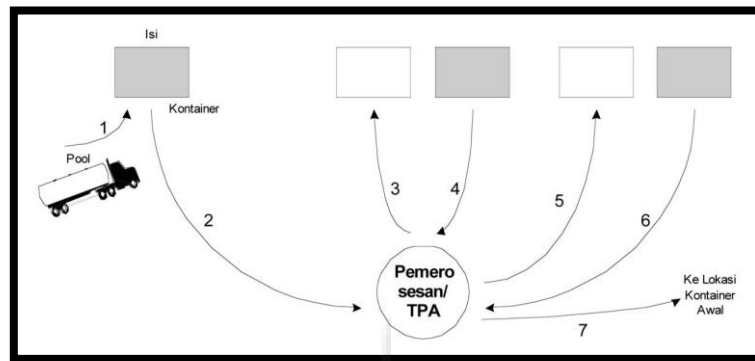 Isi
Kontainer
1
Pool
2
3
4
5
6
Pemero
sesan/
TPA
Ke Lokasi
Kontainer
Awal
7